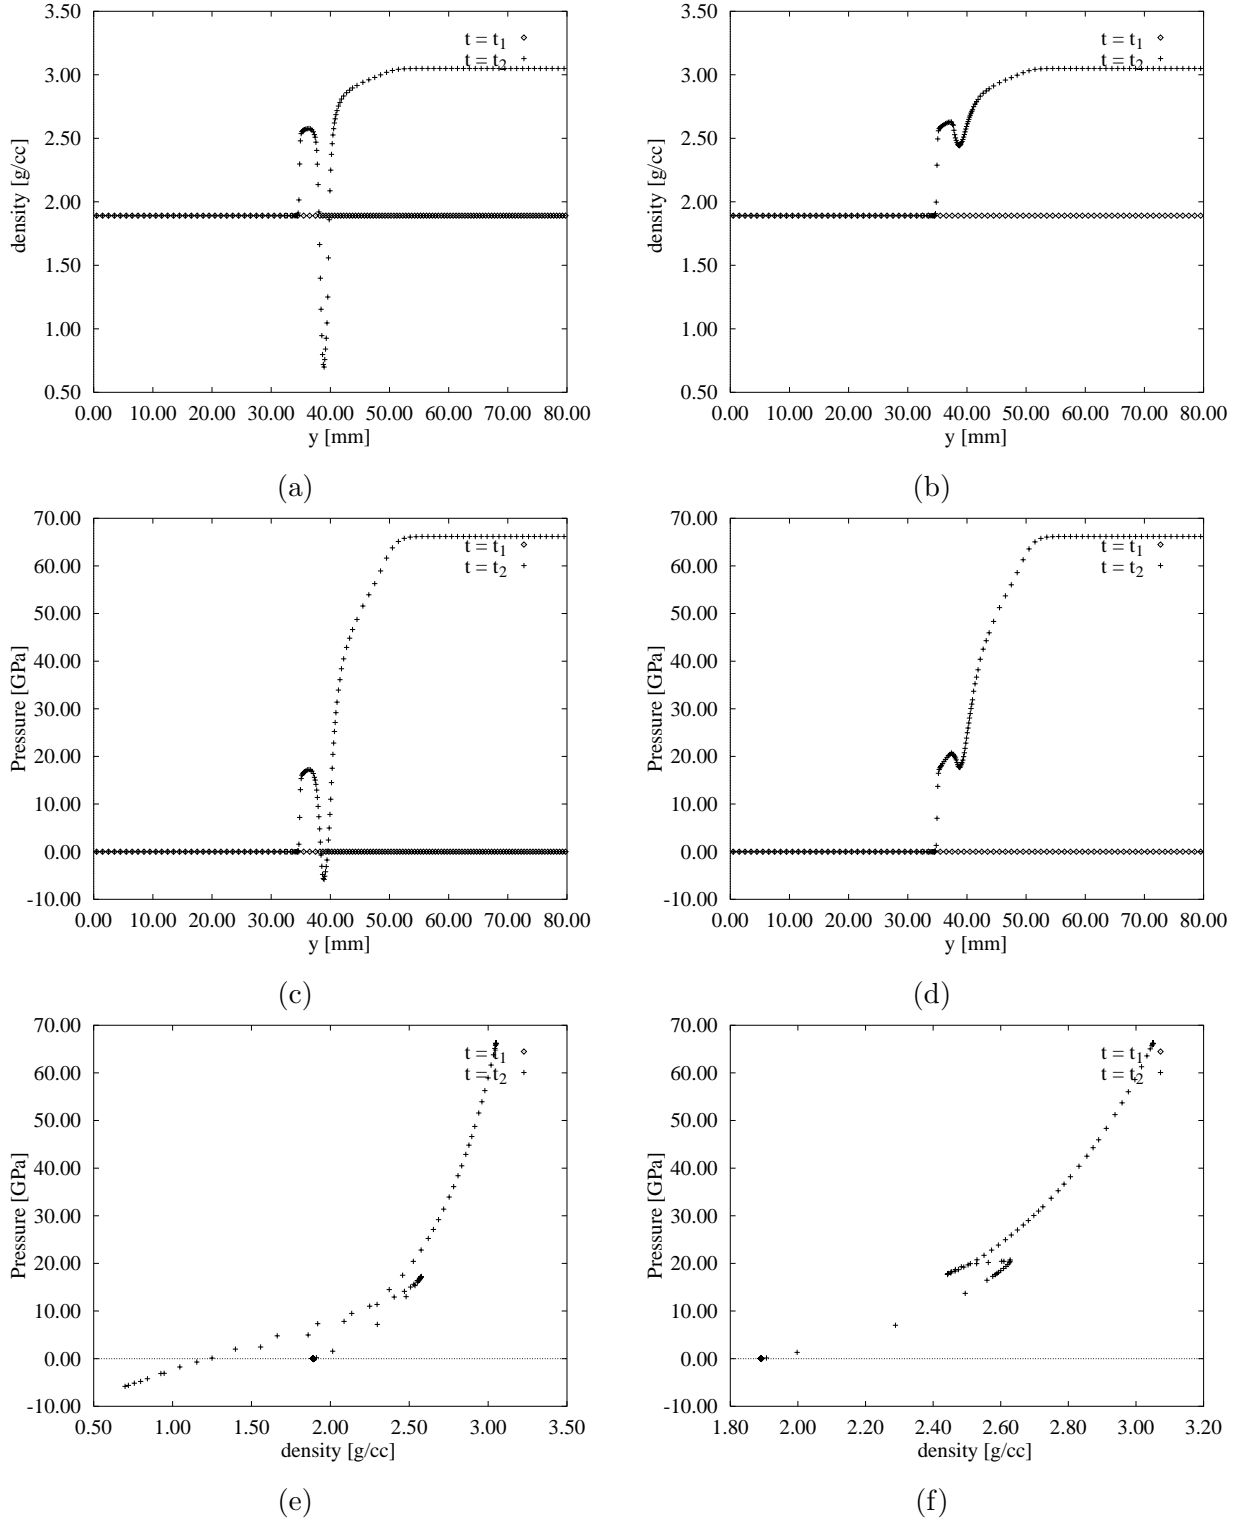 3.50
3.00
2.50
2.00
1.50
1.00
0.50
density [g/cc]
0.00 10.00 20.00 30.00 40.00 50.00 60.00 70.00 80.00
y [mm]
t = t1
t = t2
(a)
3.50
3.00
2.50
2.00
1.50
1.00
0.50
density [g/cc]
0.00 10.00 20.00 30.00 40.00 50.00 60.00 70.00 80.00
y [mm]
t = t1
t = t2
(b)
70.00
60.00
50.00
40.00
30.00
20.00
10.00
0.00
-10.00
Pressure [GPa]
0.00 10.00 20.00 30.00 40.00 50.00 60.00 70.00 80.00
y [mm]
t = t1
t = t2
(c)
70.00
60.00
50.00
40.00
30.00
20.00
10.00
0.00
-10.00
Pressure [GPa]
0.00 10.00 20.00 30.00 40.00 50.00 60.00 70.00 80.00
y [mm]
t = t1
t = t2
(d)
70.00
60.00
50.00
40.00
30.00
20.00
10.00
0.00
-10.00
Pressure [GPa]
0.50 1.00 1.50 2.00 2.50 3.00 3.50
density [g/cc]
t = t1
t = t2
(e)
70.00
60.00
50.00
40.00
30.00
20.00
10.00
0.00
-10.00
Pressure [GPa]
1.80 2.00 2.20 2.40 2.60 2.80 3.00 3.20
density [g/cc]
t = t1
t = t2
(f)